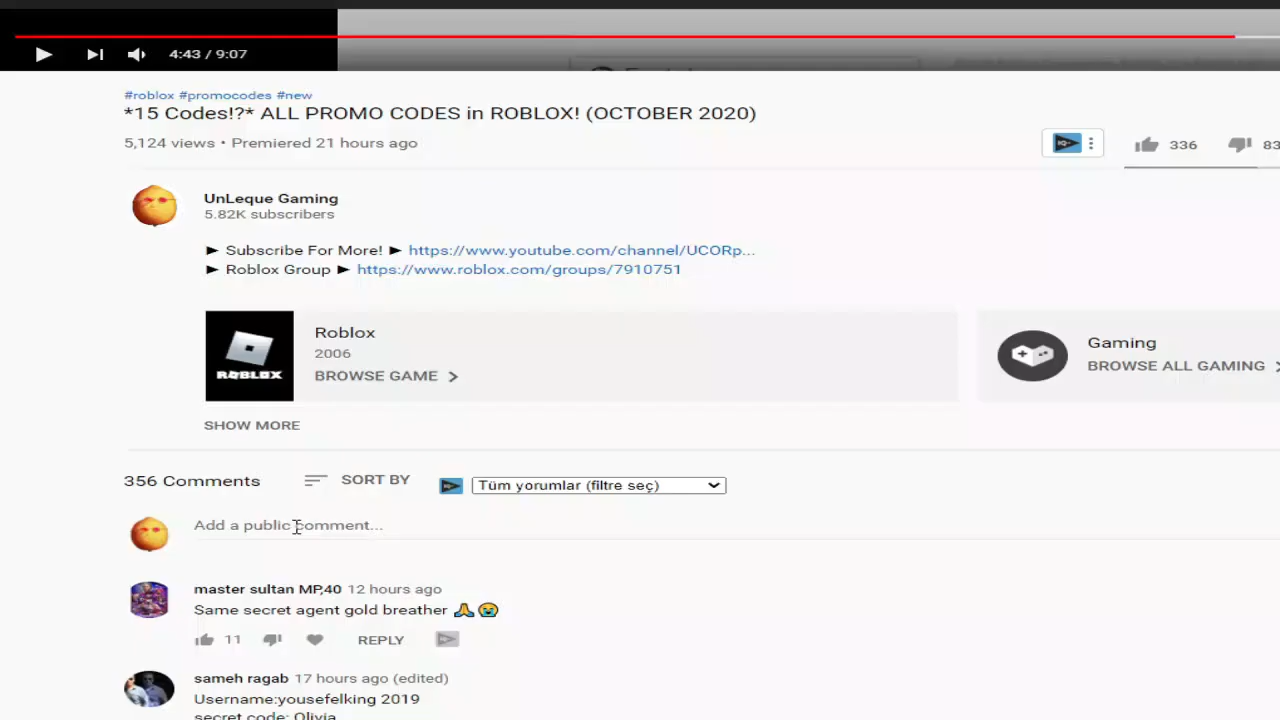 4:43 / 9:07
#roblox #promocodes #new
*15 Codes!?* ALL PROMO CODES in ROBLOX! (OCTOBER 2020)
5,124 views • Premiered 21 hours ago
336
83
UnLeque Gaming
5.82K subscribers
► Subscribe For More! ► https://www.youtube.com/channel/UCORp...
► Roblox Group ► https://www.roblox.com/groups/7910751
ROBLOX
Roblox
2006
BROWSE GAME
Gaming
BROWSE ALL GAMING
SHOW MORE
356 Comments
SORT BY
Tüm yorumlar (filtre seç)
Add a public comment...
master sultan MP,40 12 hours ago
Same secret agent gold breather 🙏😭
11
REPLY
sameh ragab 17 hours ago (edited)
Username:yousefelking 2019
secret code: Olivia